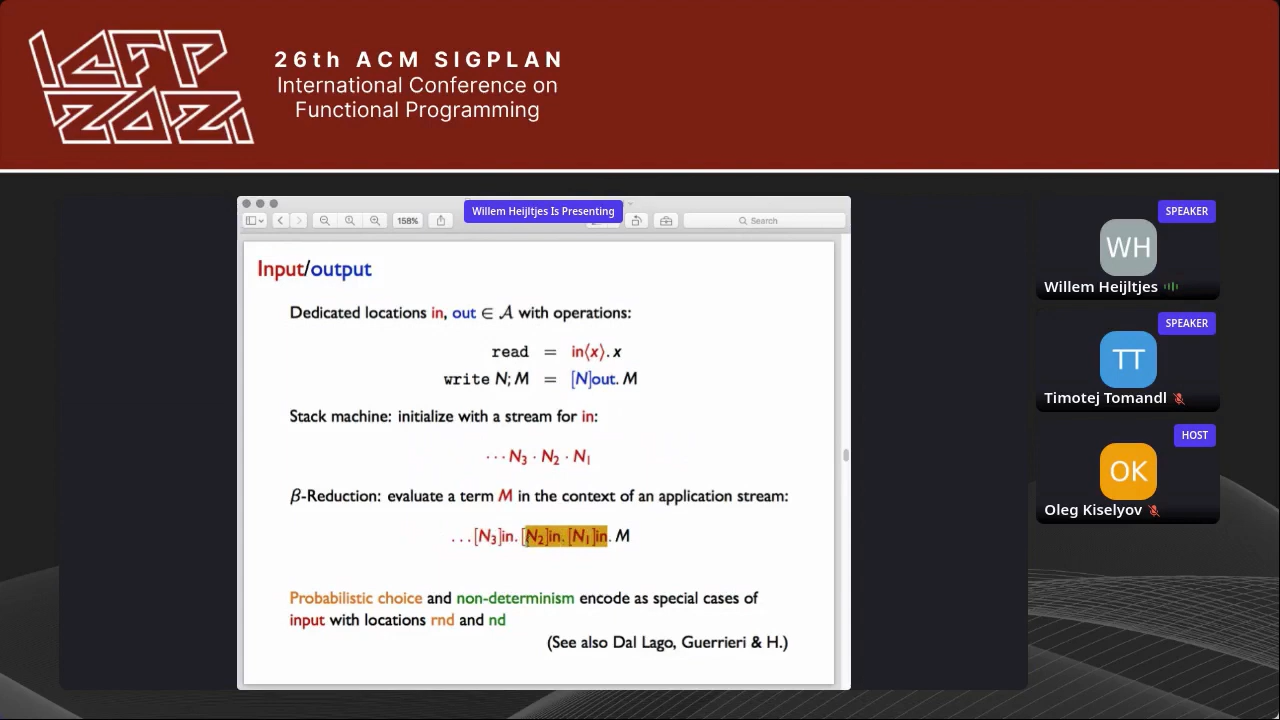 ICFP
2021
26th ACM SIGPLAN
International Conference on
Functional Programming
Willem Heijltjes Is Presenting
158%
Search
Input/output
Dedicated locations in, out ∈ 𝒜 with operations:
read = in⟨x⟩. x
write N; M = [N]out. M
Stack machine: initialize with a stream for in:
··· N₃ · N₂ · N₁
β-Reduction: evaluate a term M in the context of an application stream:
...[N₃]in. [N₂]in. [N₁]in. M
Probabilistic choice and non-determinism encode as special cases of
input with locations rnd and nd
(See also Dal Lago, Guerrieri & H.)
SPEAKER
WH
Willem Heijltjes
SPEAKER
TT
Timotej Tomandl
HOST
OK
Oleg Kiselyov